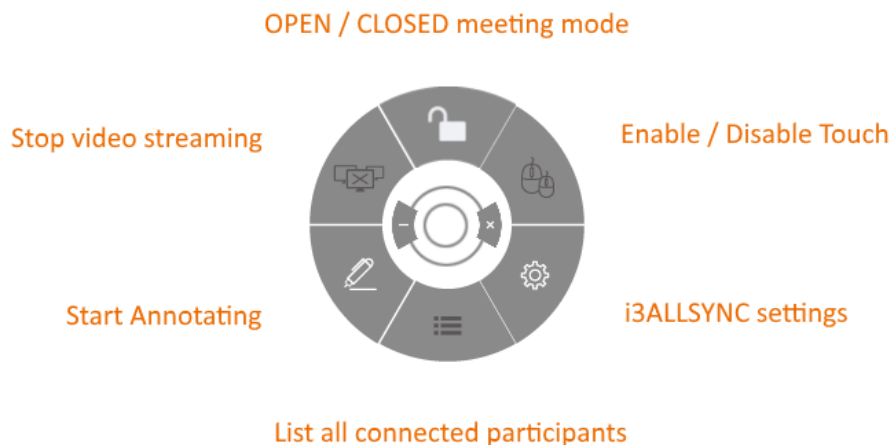 OPEN / CLOSED meeting mode
Stop video streaming
Enable / Disable Touch
Start Annotating
i3ALLSYNC settings
List all connected participants